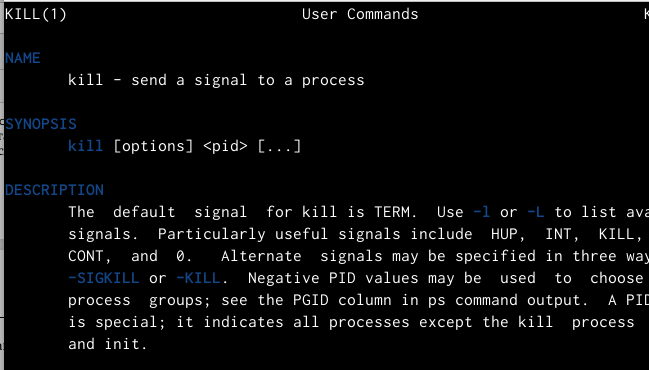 KILL(1) User Commands K
NAME
kill - send a signal to a process
SYNOPSIS
kill [options] <pid> [...]
DESCRIPTION
The default signal for kill is TERM. Use -l or -L to list ava
signals. Particularly useful signals include HUP, INT, KILL,
CONT, and 0. Alternate signals may be specified in three way
-SIGKILL or -KILL. Negative PID values may be used to choose
process groups; see the PGID column in ps command output. A PID
is special; it indicates all processes except the kill process
and init.